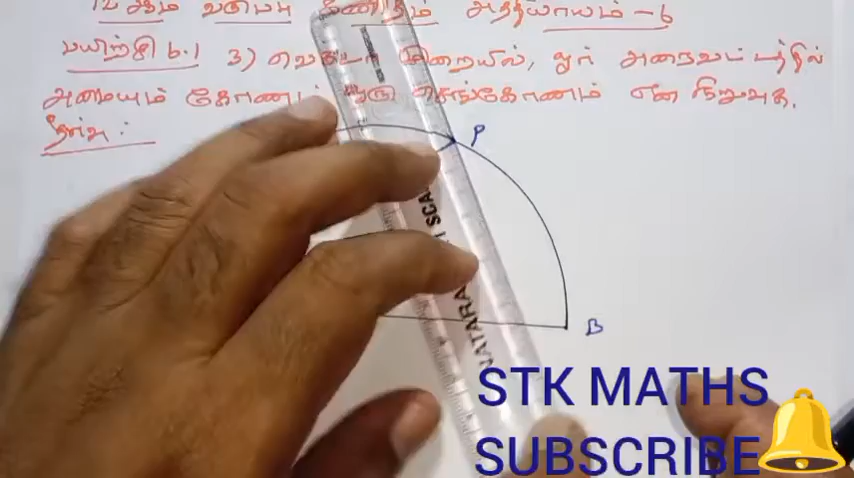 12 ஆம் வகுப்பு கணிதம் அத்தியாயம் - 6
பயிற்சி 6.1 3) முறையில், ஓர் அரைவட்டத்தில்
அமையும் கோணம் ஒரு செங்கோணம் என நிறுவுக.
தீர்வு :
P
B
NATARAJ SCA
STK MATHS
SUBSCRIBE